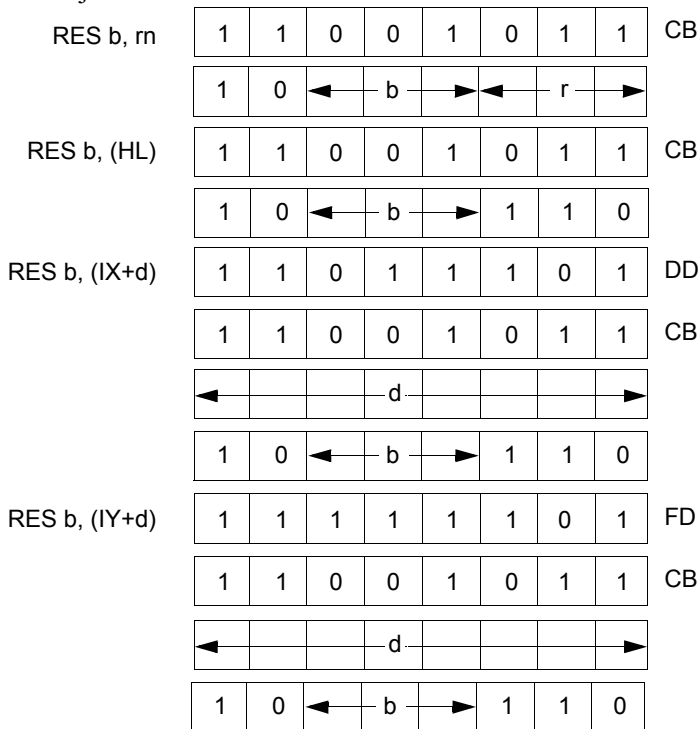 RES b, rn 1 1 0 0 1 0 1 1 CB
1 0 b r
RES b, (HL) 1 1 0 0 1 0 1 1 CB
1 0 b 1 1 0
RES b, (IX+d) 1 1 0 1 1 1 0 1 DD
1 1 0 0 1 0 1 1 CB
d
1 0 b 1 1 0
RES b, (IY+d) 1 1 1 1 1 1 0 1 FD
1 1 0 0 1 0 1 1 CB
d
1 0 b 1 1 0